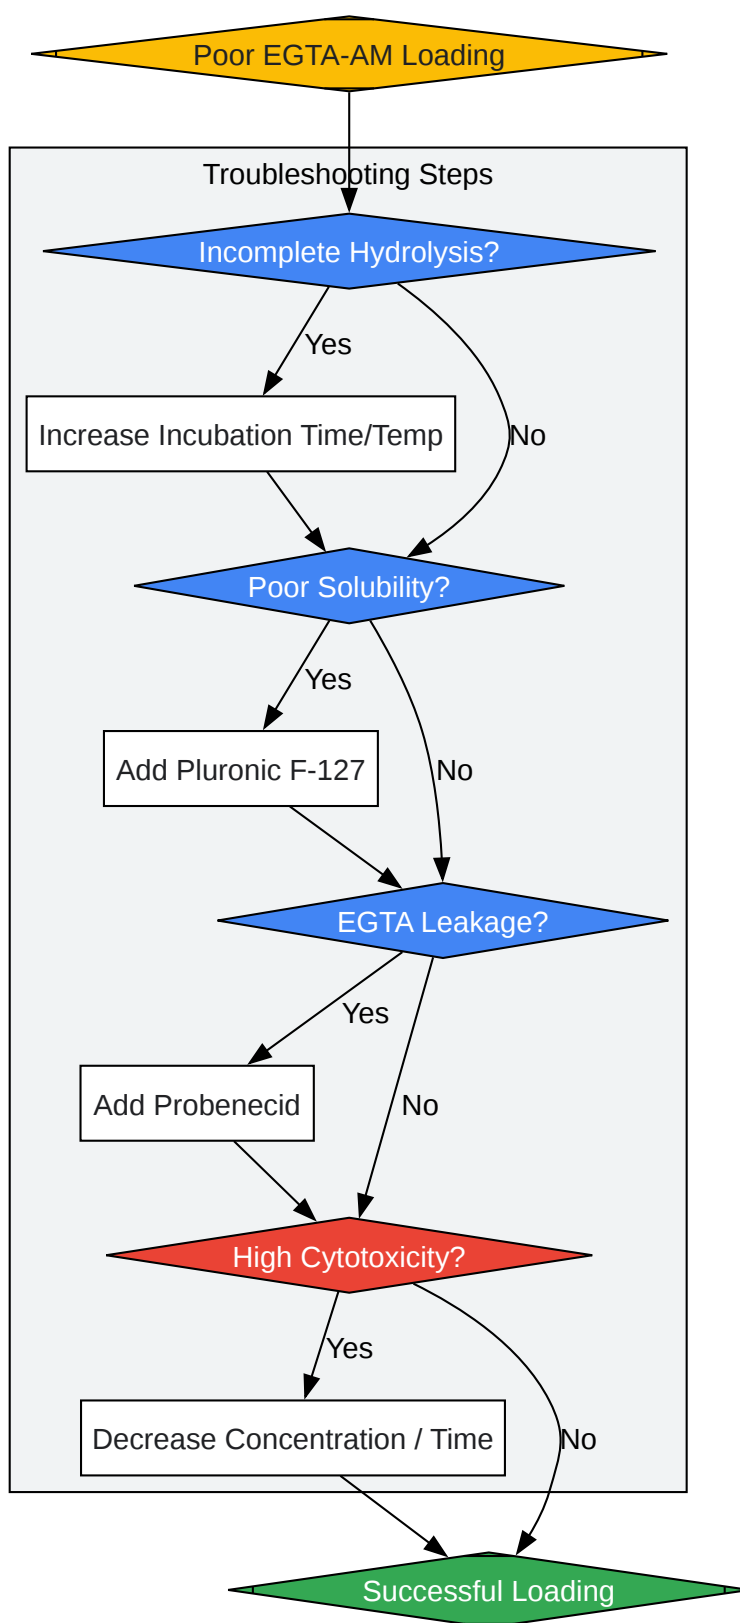 Poor EGTA-AM Loading
Troubleshooting Steps
Incomplete Hydrolysis?
Yes
Increase Incubation Time/Temp
No
Poor Solubility?
Yes
Add Pluronic F-127
No
EGTA Leakage?
Yes
Add Probenecid
No
High Cytotoxicity?
Yes
Decrease Concentration / Time
No
Successful Loading